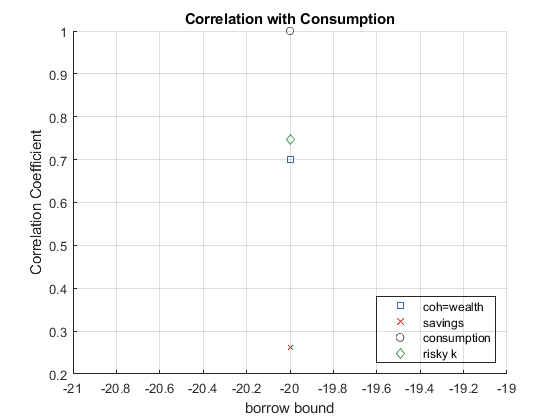 Correlation with Consumption
Correlation Coefficient
1
0.9
0.8
0.7
0.6
0.5
0.4
0.3
0.2
-21 -20.8 -20.6 -20.4 -20.2 -20 -19.8 -19.6 -19.4 -19.2 -19
borrow bound
coh=wealth
savings
consumption
risky k